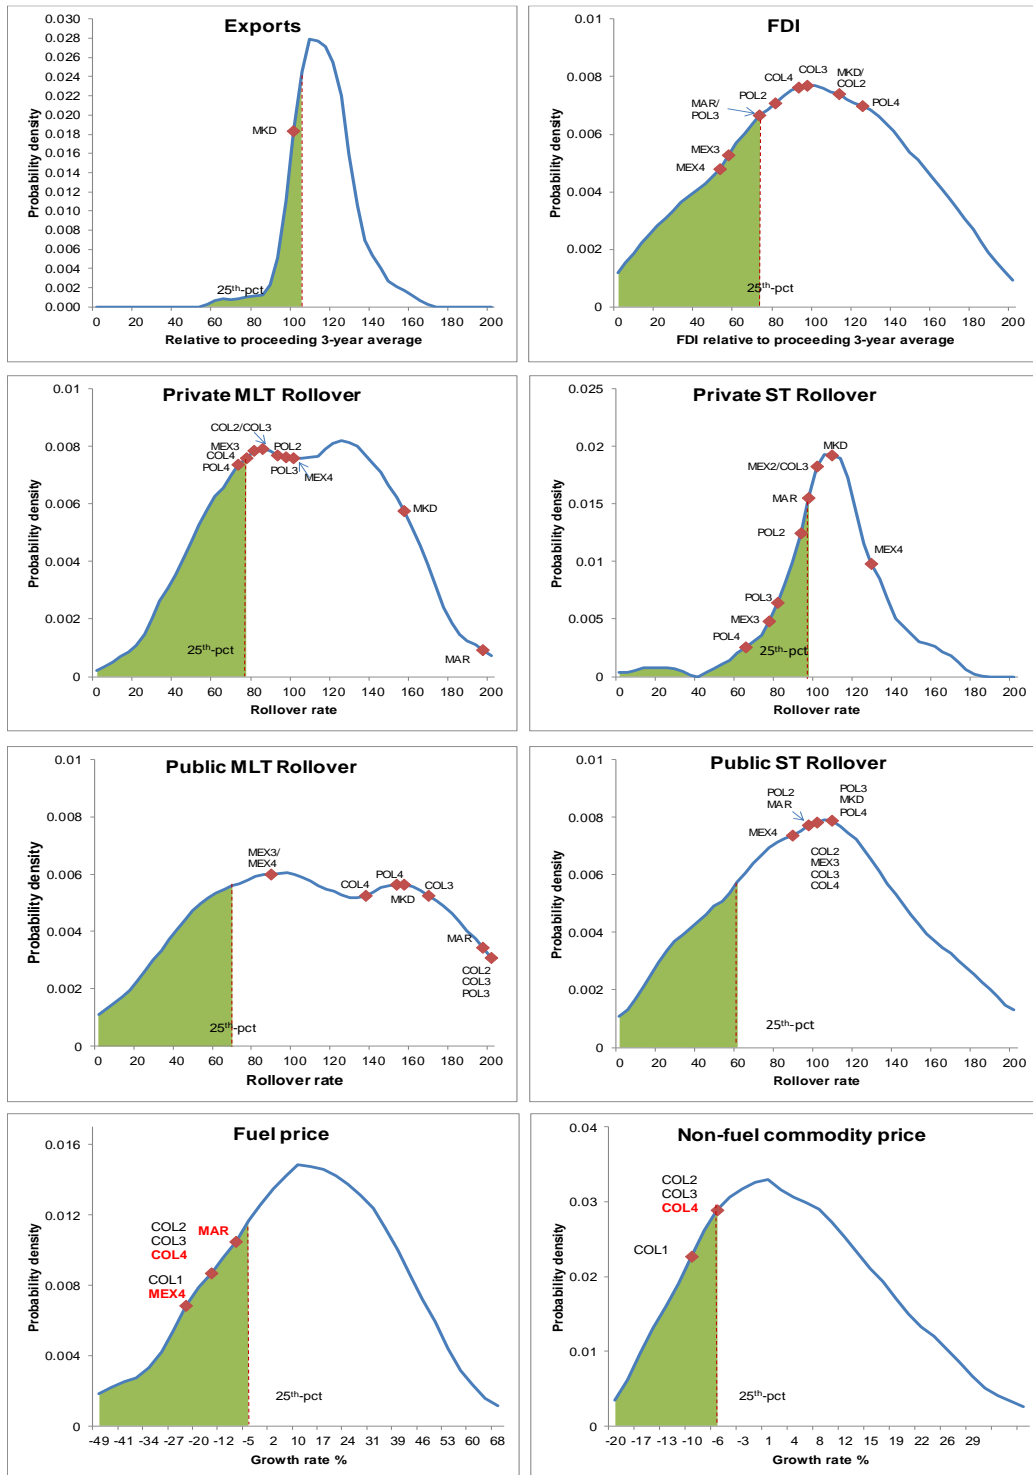 Exports
Probability density
0.030
0.028
0.026
0.024
0.022
0.020
0.018
0.016
0.014
0.012
0.010
0.008
0.006
0.004
0.002
0.000
MKD
25th-pct
0 20 40 60 80 100 120 140 160 180 200
Relative to proceeding 3-year average
FDI
Probability density
0.01
0.008
0.006
0.004
0.002
0
COL3
COL4
MKD/
COL2
POL2
POL4
MAR/
POL3
MEX3
MEX4
25th-pct
0 20 40 60 80 100 120 140 160 180 200
FDI relative to proceeding 3-year average
Private MLT Rollover
Probability density
0.01
0.008
0.006
0.004
0.002
0
COL2/COL3
MEX3
COL4
POL4
POL2
POL3
MEX4
MKD
MAR
25th-pct
0 20 40 60 80 100 120 140 160 180 200
Rollover rate
Private ST Rollover
Probability density
0.025
0.02
0.015
0.01
0.005
0
MKD
MEX2/COL3
MAR
POL2
MEX4
POL3
MEX3
POL4
25th-pct
0 20 40 60 80 100 120 140 160 180 200
Rollover rate
Public MLT Rollover
Probability density
0.01
0.008
0.006
0.004
0.002
0
MEX3/
MEX4
COL4
POL4
MKD
COL3
MAR
COL2
COL3
POL3
25th-pct
0 20 40 60 80 100 120 140 160 180 200
Rollover rate
Public ST Rollover
Probability density
0.01
0.008
0.006
0.004
0.002
0
POL2
MAR
POL3
MKD
POL4
MEX4
COL2
MEX3
COL3
COL4
25th-pct
0 20 40 60 80 100 120 140 160 180 200
Rollover rate
Fuel price
Probability density
0.016
0.012
0.008
0.004
0
COL2
COL3
COL4
MAR
COL1
MEX4
25th-pct
-49 -41 -34 -27 -20 -12 -5 2 10 17 24 31 39 46 53 60 68
Growth rate %
Non-fuel commodity price
Probability density
0.04
0.03
0.02
0.01
0
COL2
COL3
COL4
COL1
25th-pct
-20 -17 -13 -10 -6 -3 1 4 8 12 15 19 22 26 29
Growth rate %